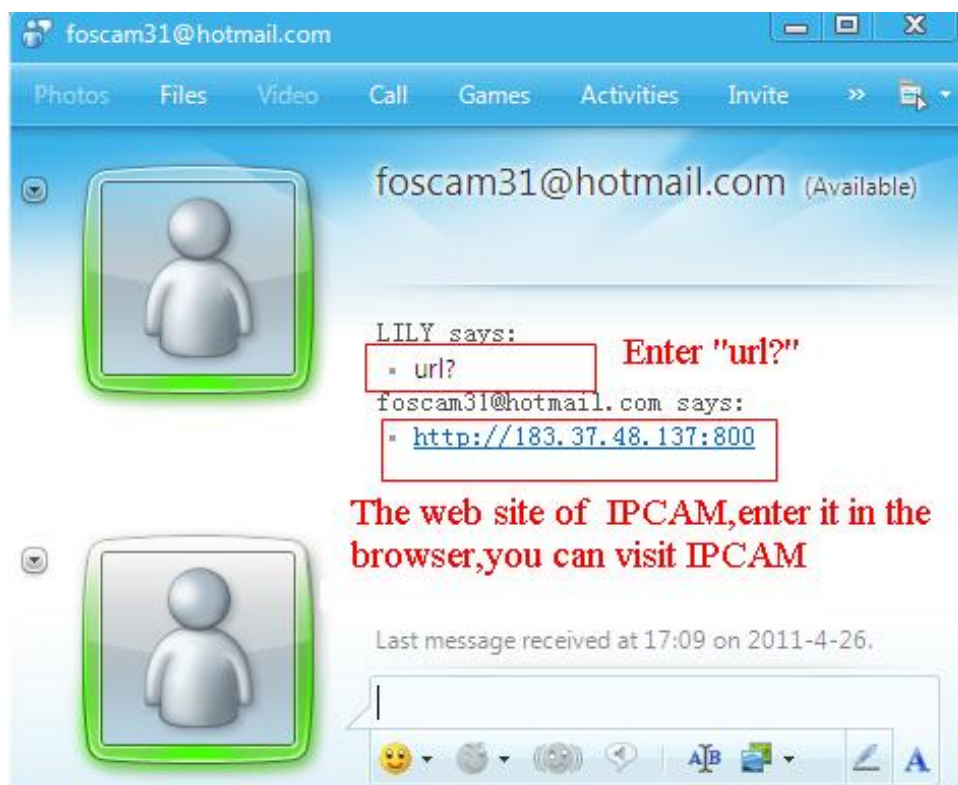 foscam31@hotmail.com
Photos Files Video Call Games Activities Invite »
foscam31@hotmail.com (Available)
LILY says:
url?
Enter "url?"
foscam31@hotmail.com says:
http://183.37.48.137:800
The web site of IPCAM,enter it in the
browser,you can visit IPCAM
Last message received at 17:09 on 2011-4-26.